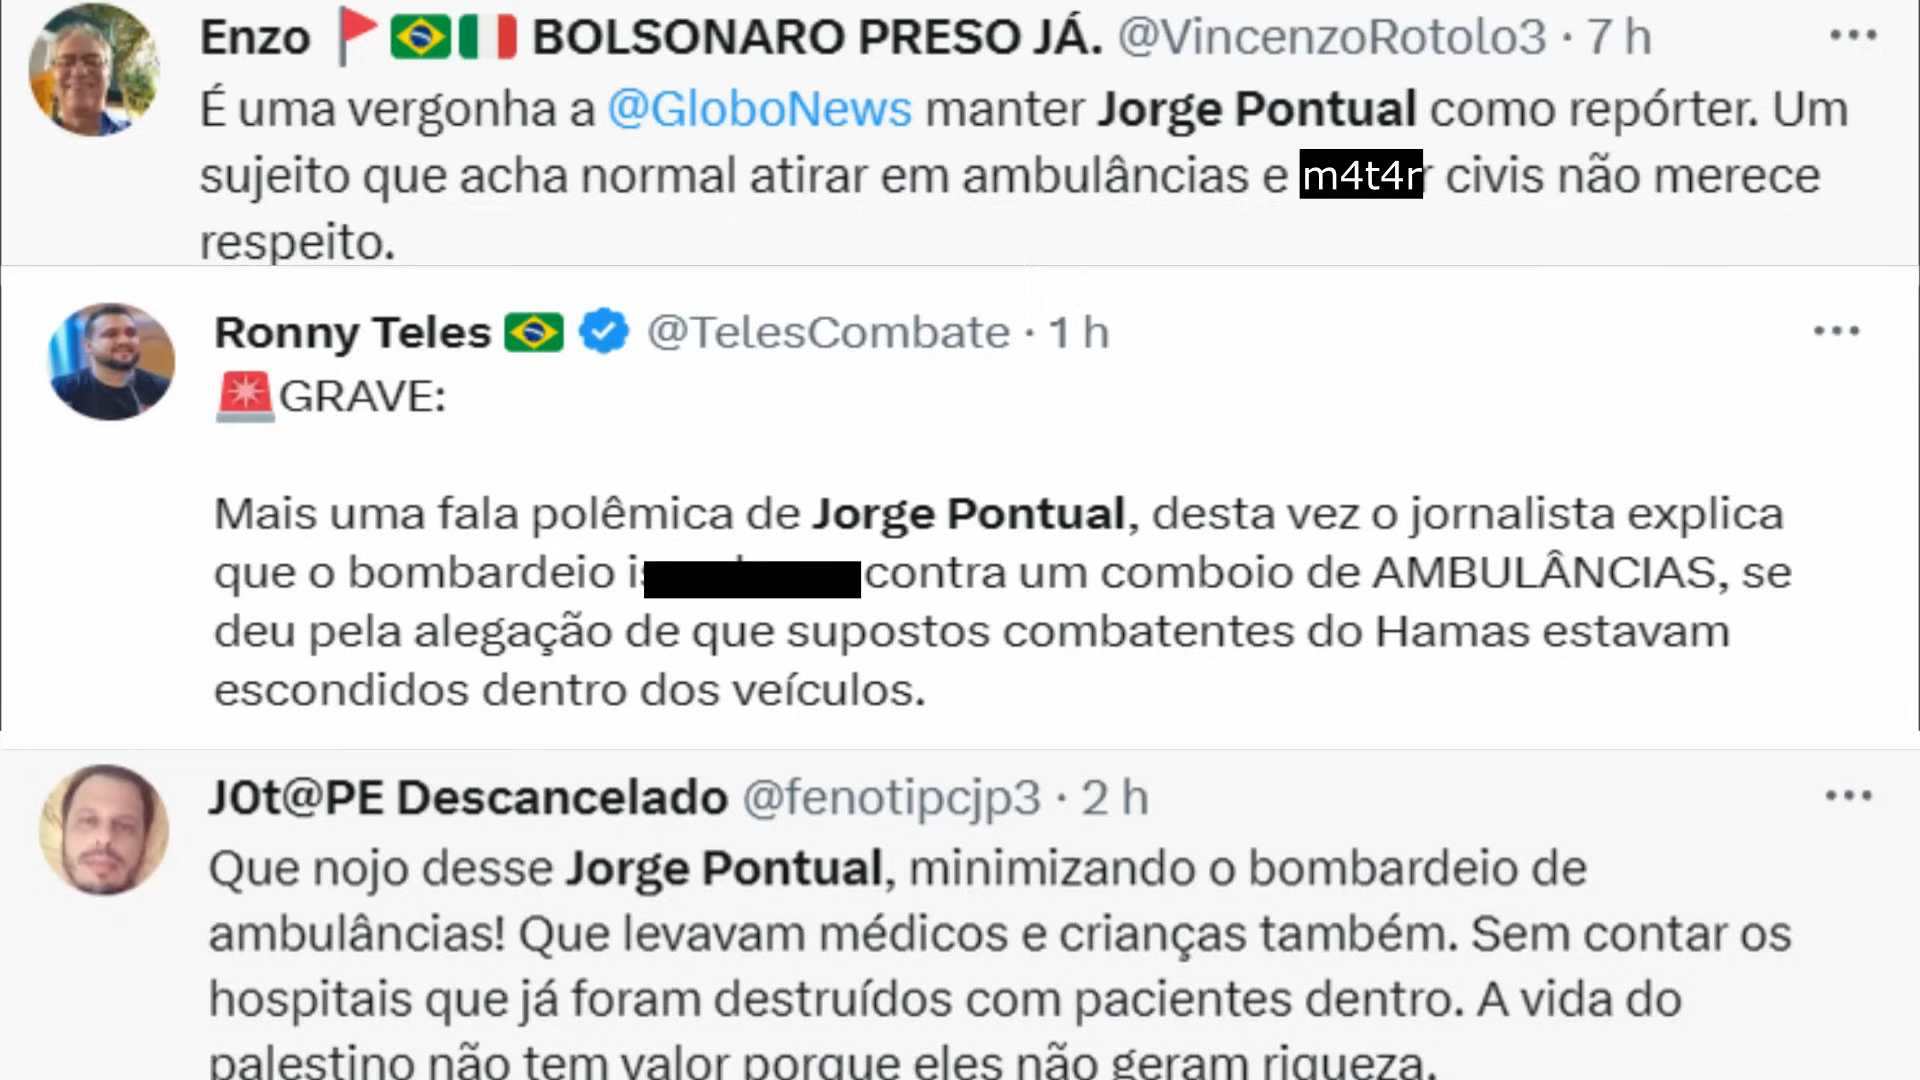 Enzo 🚩🇧🇷🇮🇹 BOLSONARO PRESO JÁ. @VincenzoRotolo3 · 7 h
É uma vergonha a @GloboNews manter Jorge Pontual como repórter. Um
sujeito que acha normal atirar em ambulâncias e m4t4r civis não merece
respeito.
Ronny Teles 🇧🇷 @TelesCombate · 1 h
🚨GRAVE:
Mais uma fala polêmica de Jorge Pontual, desta vez o jornalista explica
que o bombardeio contra um comboio de AMBULÂNCIAS, se
deu pela alegação de que supostos combatentes do Hamas estavam
escondidos dentro dos veículos.
J0t@PE Descancelado @fenotipcjp3 · 2 h
Que nojo desse Jorge Pontual, minimizando o bombardeio de
ambulâncias! Que levavam médicos e crianças também. Sem contar os
hospitais que já foram destruídos com pacientes dentro. A vida do
palestino não tem valor porque eles não geram riqueza.